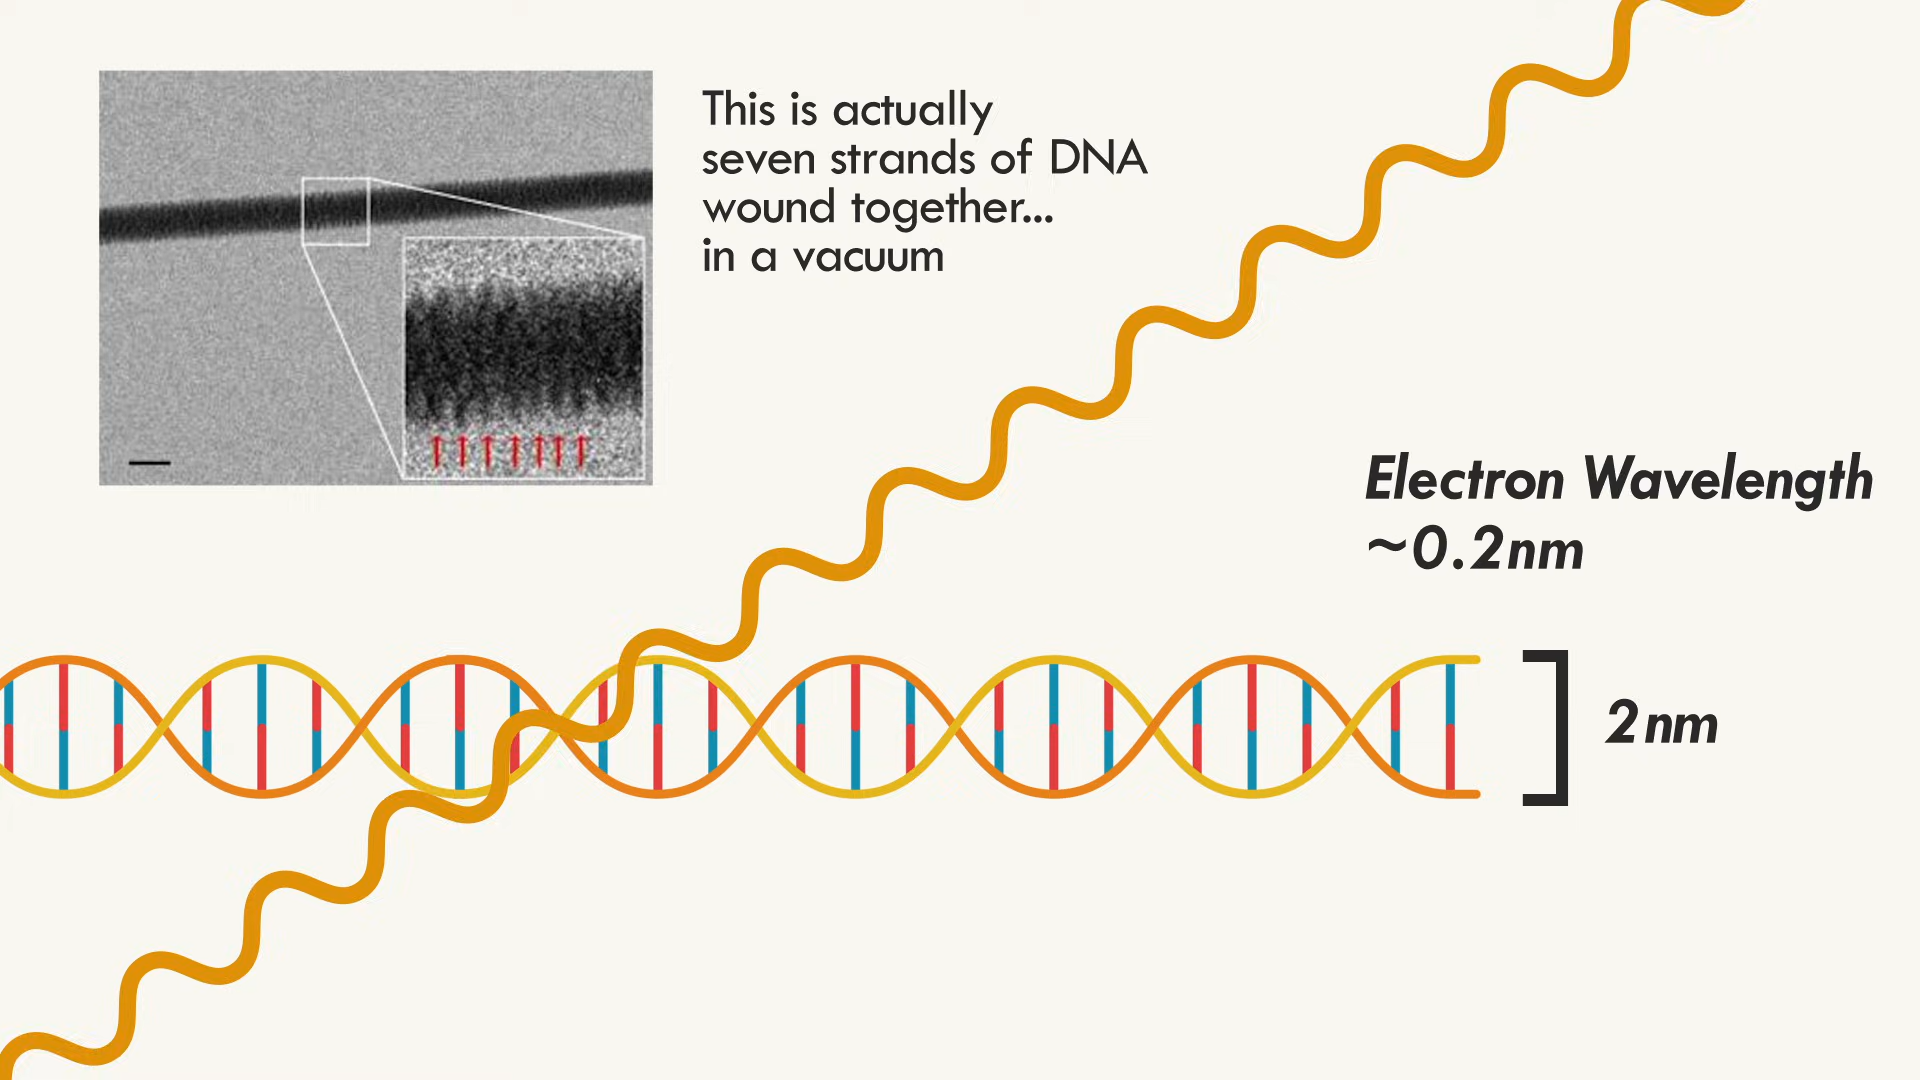 This is actually
seven strands of DNA
wound together...
in a vacuum
Electron Wavelength
~0.2nm
2nm